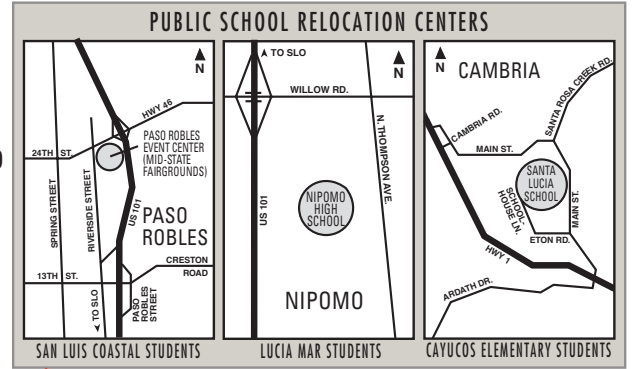 PUBLIC SCHOOL RELOCATION CENTERS
N
HWY 46
PASO ROBLES
EVENT CENTER
(MID-STATE
FAIRGROUNDS)
24TH ST.
SPRING STREET
RIVERSIDE STREET
US 101
PASO
ROBLES
CRESTON
ROAD
13TH ST.
TO SLO
PASO
ROBLES
STREET
SAN LUIS COASTAL STUDENTS
TO SLO
N
WILLOW RD.
N. THOMPSON AVE.
US 101
NIPOMO
HIGH
SCHOOL
NIPOMO
LUCIA MAR STUDENTS
N
CAMBRIA
SANTA ROSA CREEK RD.
CAMBRIA RD.
MAIN ST.
SANTA
LUCIA
SCHOOL
SCHOOL-
HOUSE LN.
MAIN ST.
ETON RD.
HWY 1
ARDATH DR.
CAYUCOS ELEMENTARY STUDENTS